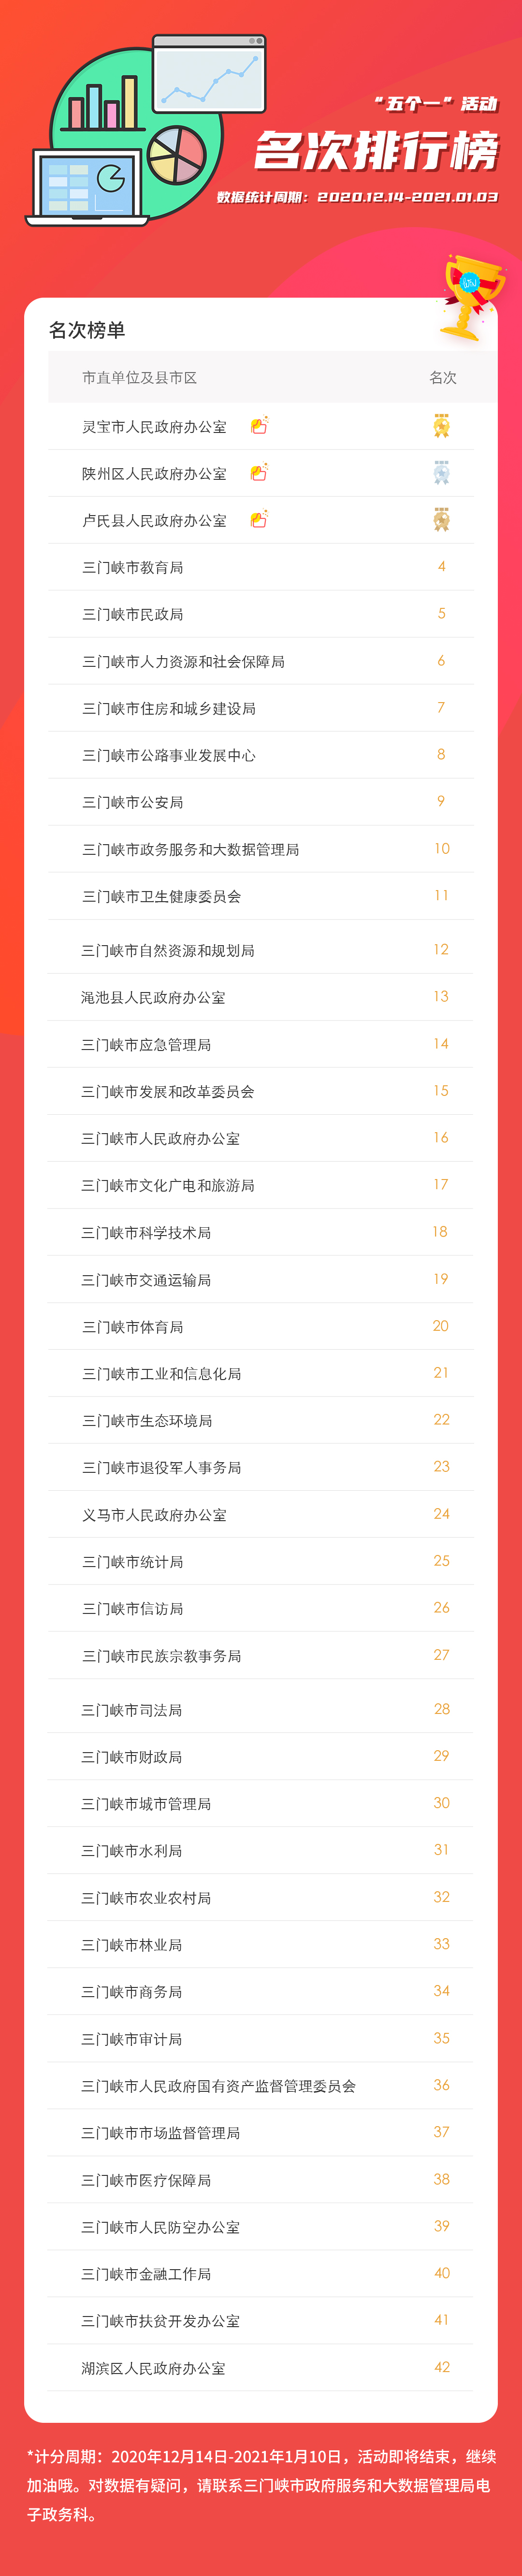 “五个一”活动
名次排行榜
数据统计周期：2020.12.14-2021.01.03
WIN
名次榜单
市直单位及县市区 名次
灵宝市人民政府办公室
陕州区人民政府办公室
卢氏县人民政府办公室
三门峡市教育局 4
三门峡市民政局 5
三门峡市人力资源和社会保障局 6
三门峡市住房和城乡建设局 7
三门峡市公路事业发展中心 8
三门峡市公安局 9
三门峡市政务服务和大数据管理局 10
三门峡市卫生健康委员会 11
三门峡市自然资源和规划局 12
渑池县人民政府办公室 13
三门峡市应急管理局 14
三门峡市发展和改革委员会 15
三门峡市人民政府办公室 16
三门峡市文化广电和旅游局 17
三门峡市科学技术局 18
三门峡市交通运输局 19
三门峡市体育局 20
三门峡市工业和信息化局 21
三门峡市生态环境局 22
三门峡市退役军人事务局 23
义马市人民政府办公室 24
三门峡市统计局 25
三门峡市信访局 26
三门峡市民族宗教事务局 27
三门峡市司法局 28
三门峡市财政局 29
三门峡市城市管理局 30
三门峡市水利局 31
三门峡市农业农村局 32
三门峡市林业局 33
三门峡市商务局 34
三门峡市审计局 35
三门峡市人民政府国有资产监督管理委员会 36
三门峡市市场监督管理局 37
三门峡市医疗保障局 38
三门峡市人民防空办公室 39
三门峡市金融工作局 40
三门峡市扶贫开发办公室 41
湖滨区人民政府办公室 42
*计分周期：2020年12月14日-2021年1月10日，活动即将结束，继续
加油哦。对数据有疑问，请联系三门峡市政府服务和大数据管理局电
子政务科。